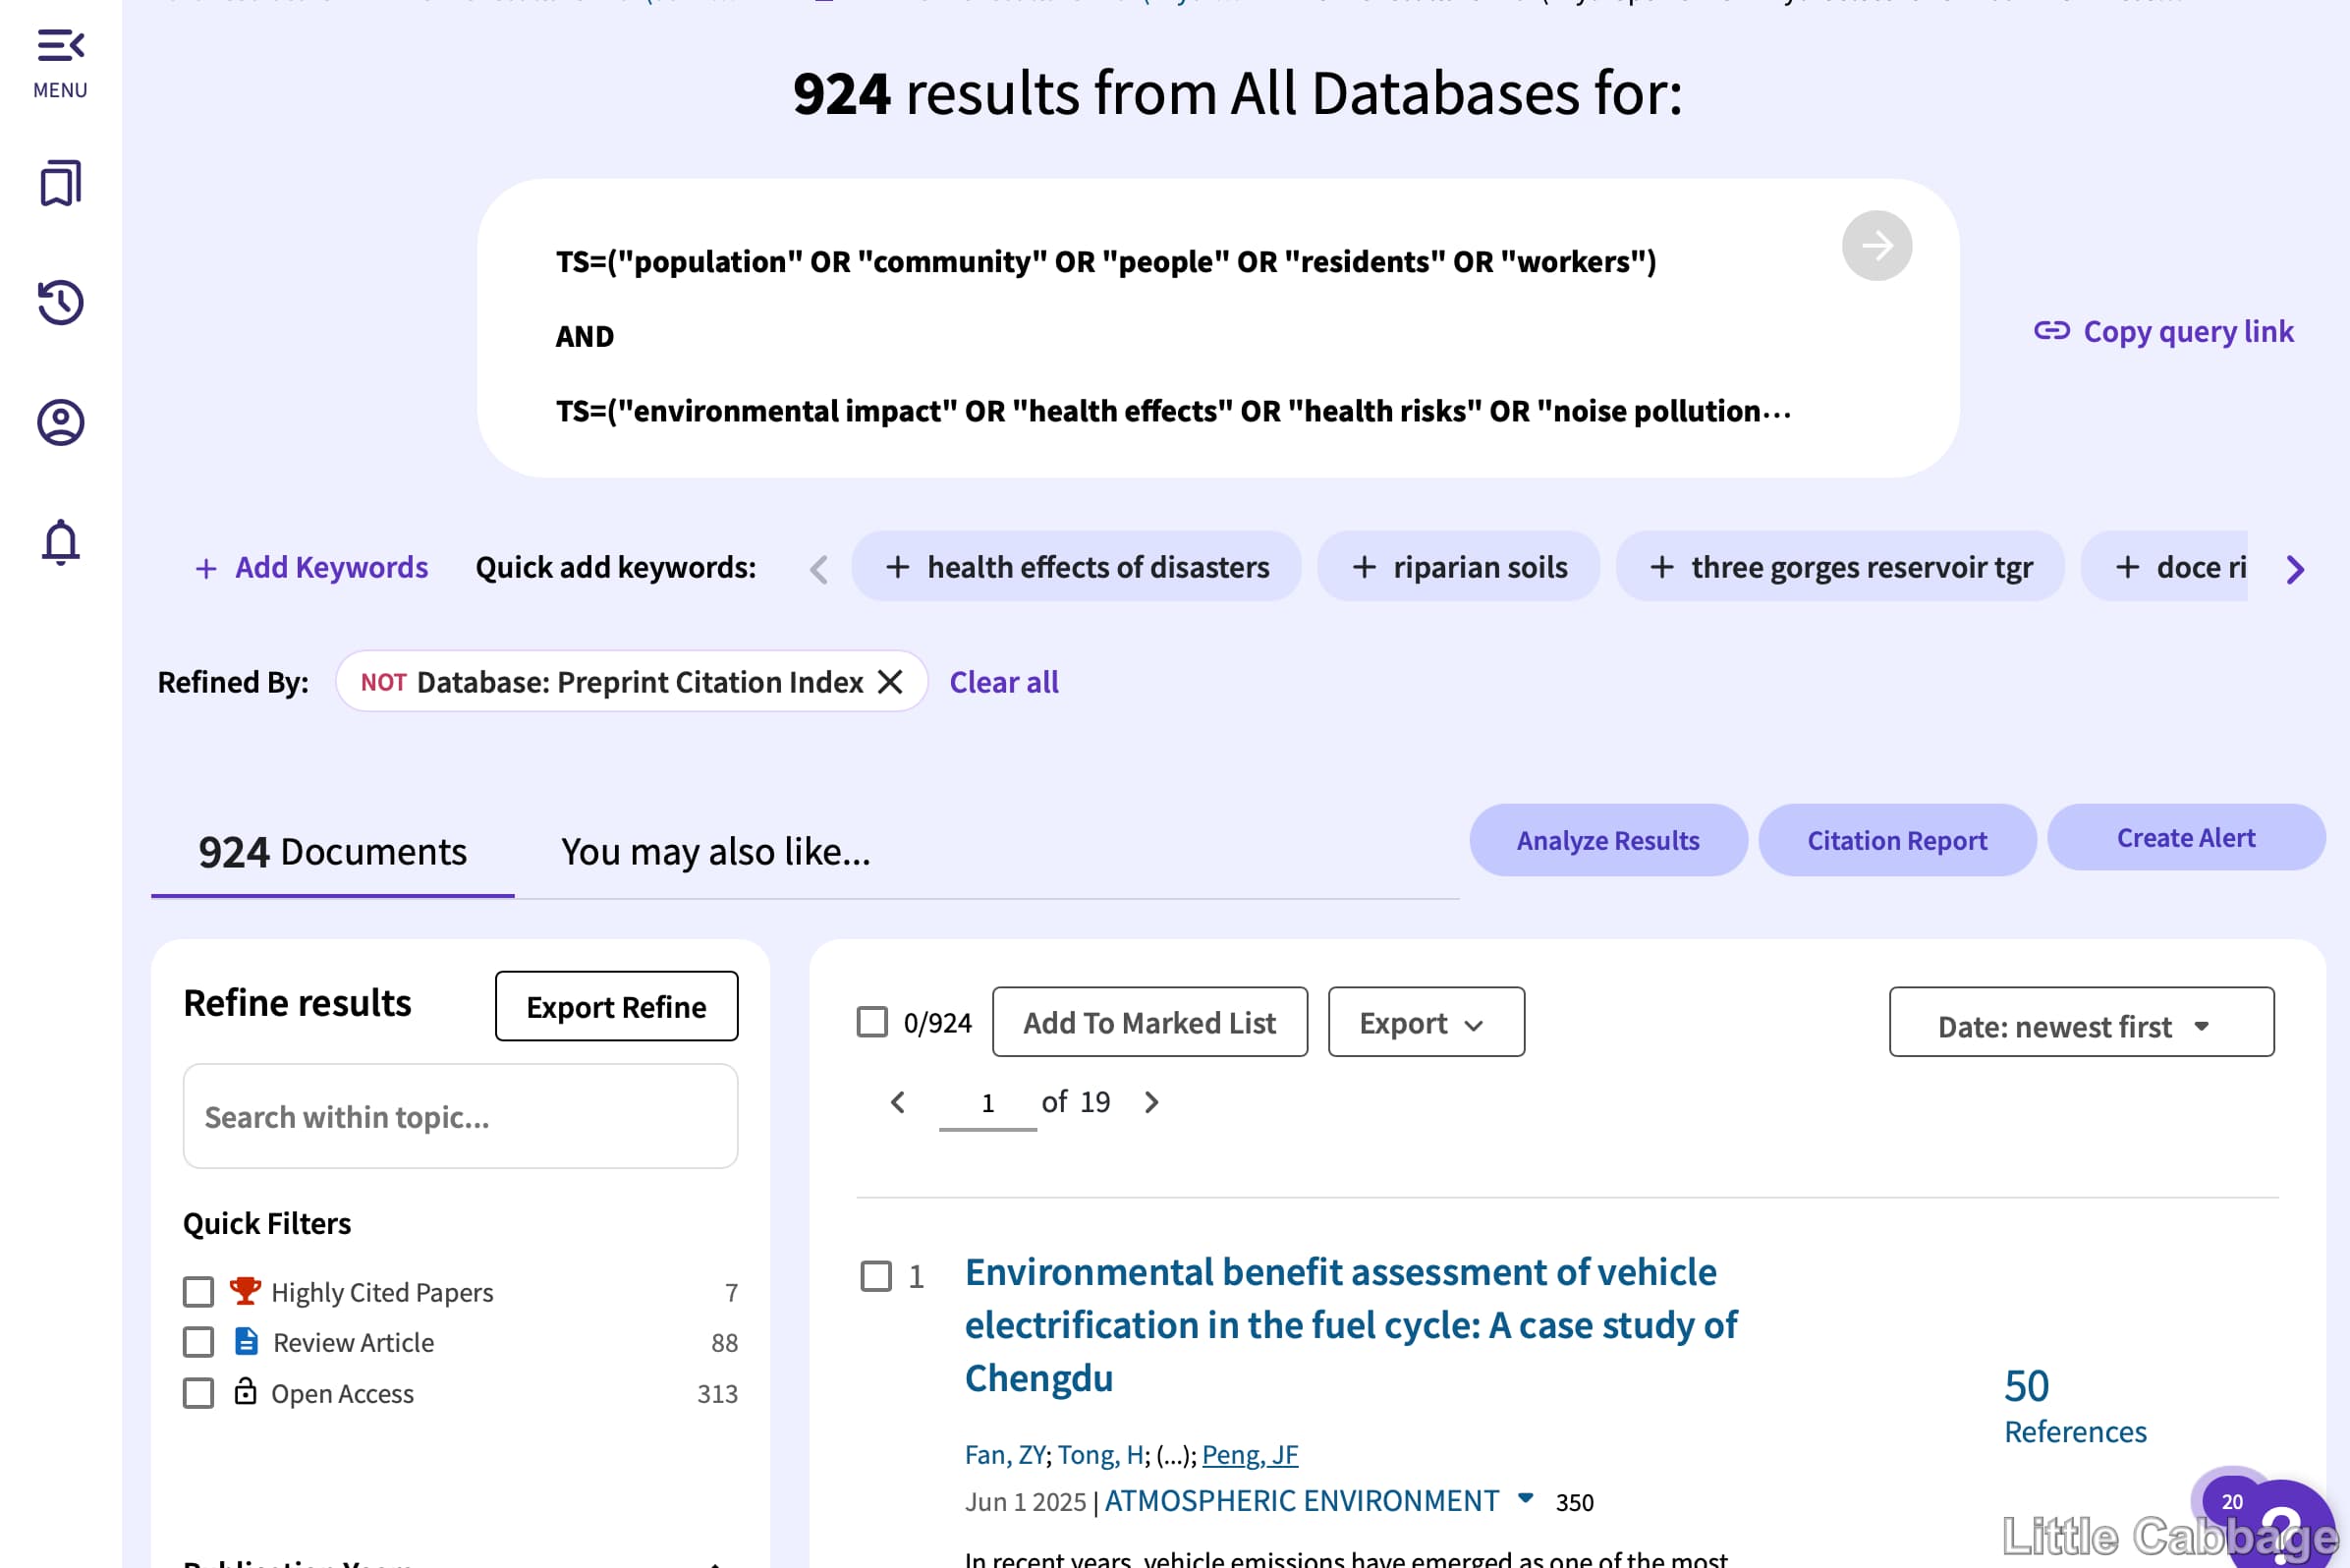 MENU
924 results from All Databases for:
TS=("population" OR "community" OR "people" OR "residents" OR "workers")
AND
TS=("environmental impact" OR "health effects" OR "health risks" OR "noise pollution...
Copy query link
+ Add Keywords Quick add keywords: + health effects of disasters + riparian soils + three gorges reservoir tgr + doce ri
Refined By: NOT Database: Preprint Citation Index Clear all
924 Documents You may also like... Analyze Results Citation Report Create Alert
Refine results Export Refine
Search within topic...
Quick Filters
Highly Cited Papers 7
Review Article 88
Open Access 313
0/924 Add To Marked List Export Date: newest first
1 of 19
1 Environmental benefit assessment of vehicle
electrification in the fuel cycle: A case study of
Chengdu
Fan, ZY; Tong, H; (...); Peng, JF
Jun 1 2025 | ATMOSPHERIC ENVIRONMENT 350
In recent years, vehicle emissions have emerged as one of the most
50
References
20
?
Little Cabbage